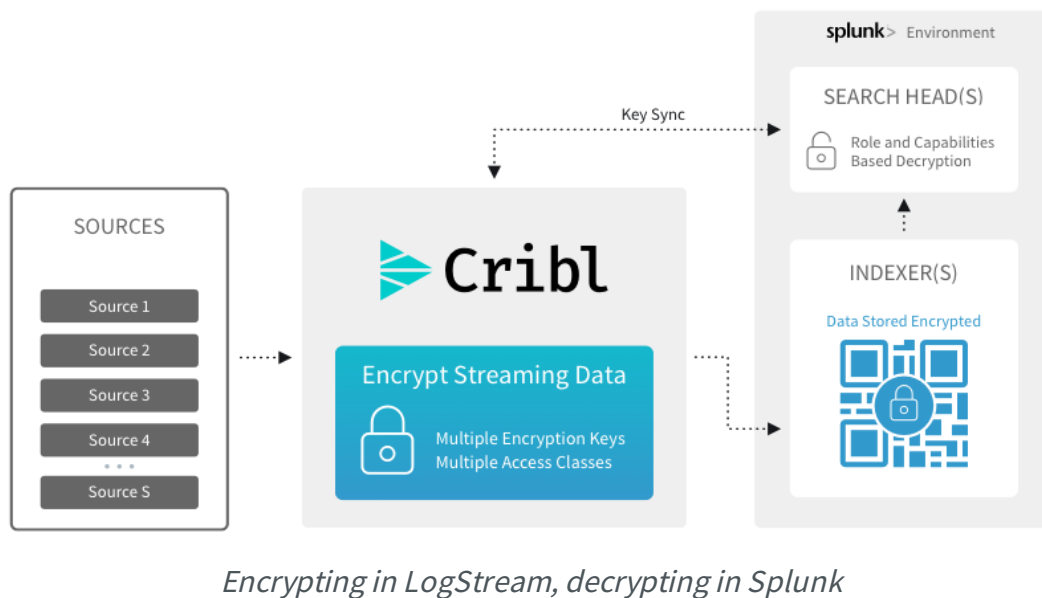 splunk> Environment
SEARCH HEAD(S)
Role and Capabilities
Based Decryption
Key Sync
SOURCES
Source 1
Source 2
Source 3
Source 4
Source S
Cribl
Encrypt Streaming Data
Multiple Encryption Keys
Multiple Access Classes
INDEXER(S)
Data Stored Encrypted
Encrypting in LogStream, decrypting in Splunk